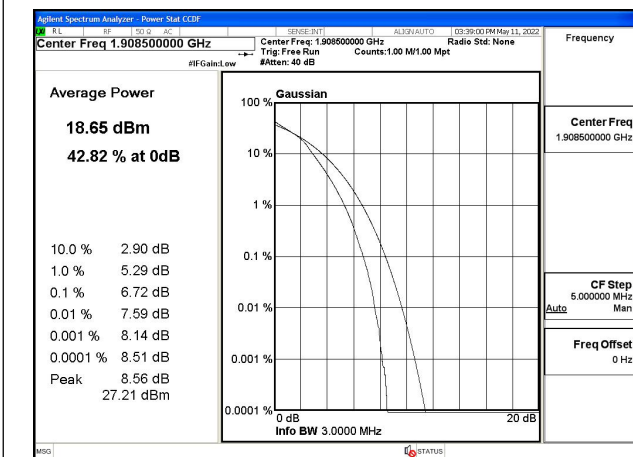 Agilent Spectrum Analyzer - Power Stat CCDF
LXI RL RF 50 Ω AC SENSE:INT ALIGN AUTO 03:39:00 PM May 11, 2022
Center Freq 1.908500000 GHz
Center Freq: 1.908500000 GHz Radio Std: None
Trig: Free Run Counts:1.00 M/1.00 Mpt
#IFGain:Low #Atten: 40 dB
Frequency
Average Power
18.65 dBm
42.82 % at 0dB
10.0 % 2.90 dB
1.0 % 5.29 dB
0.1 % 6.72 dB
0.01 % 7.59 dB
0.001 % 8.14 dB
0.0001 % 8.51 dB
Peak 8.56 dB
27.21 dBm
Gaussian
100 %
10 %
1 %
0.1 %
0.01 %
0.001 %
0.0001 %
0 dB 20 dB
Info BW 3.0000 MHz
Center Freq
1.908500000 GHz
CF Step
5.000000 MHz
Auto Man
Freq Offset
0 Hz
MSG STATUS